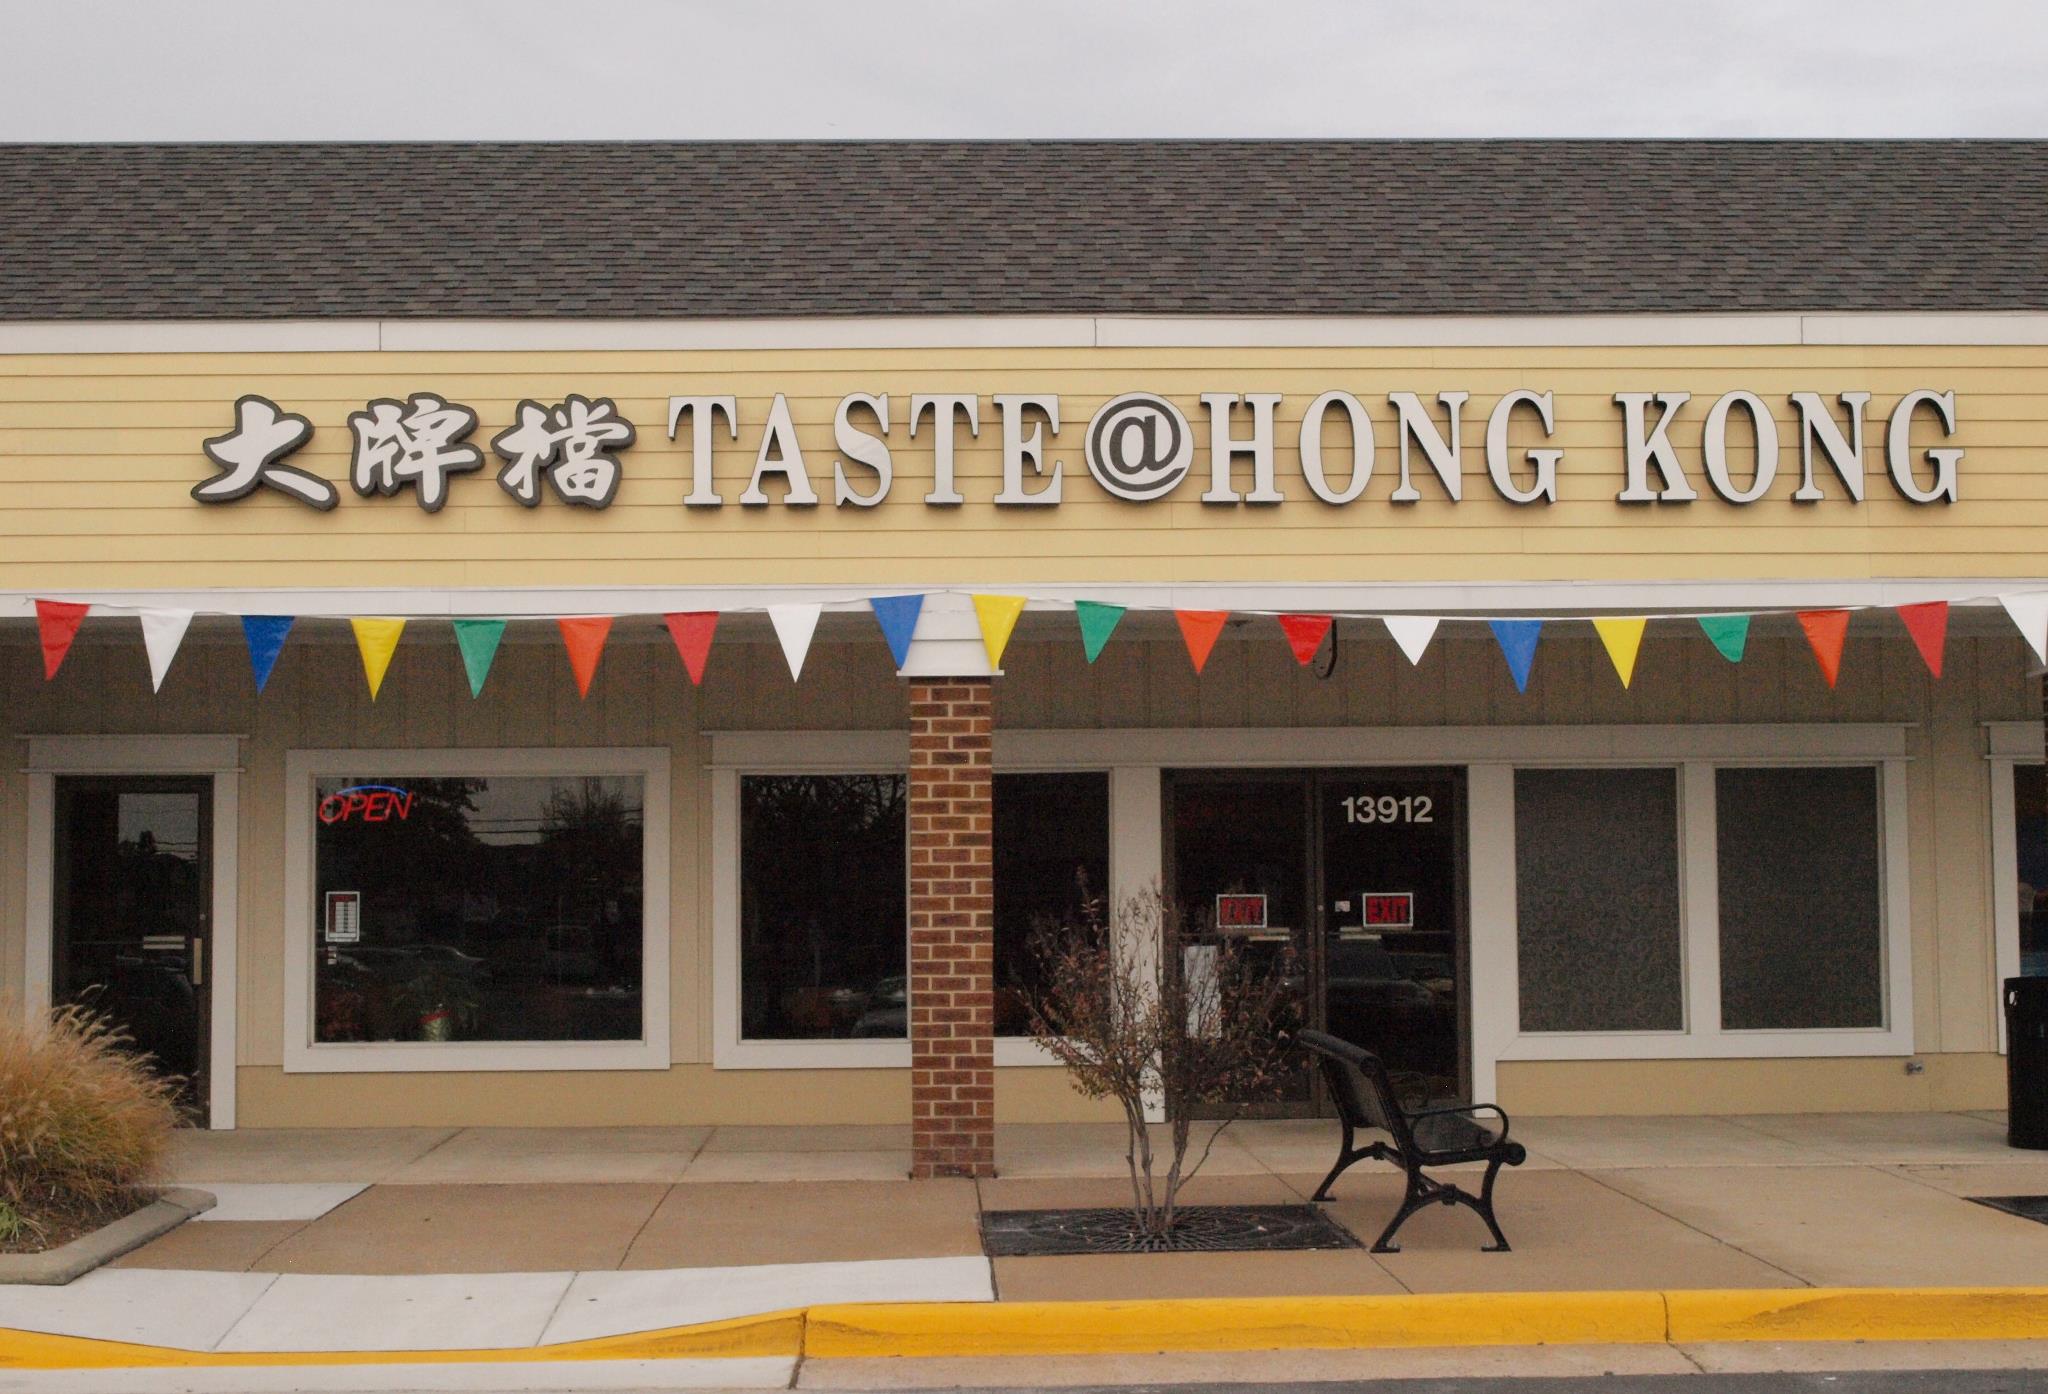 大牌檔 TASTE@HONG KONG
OPEN
13912
EXIT EXIT